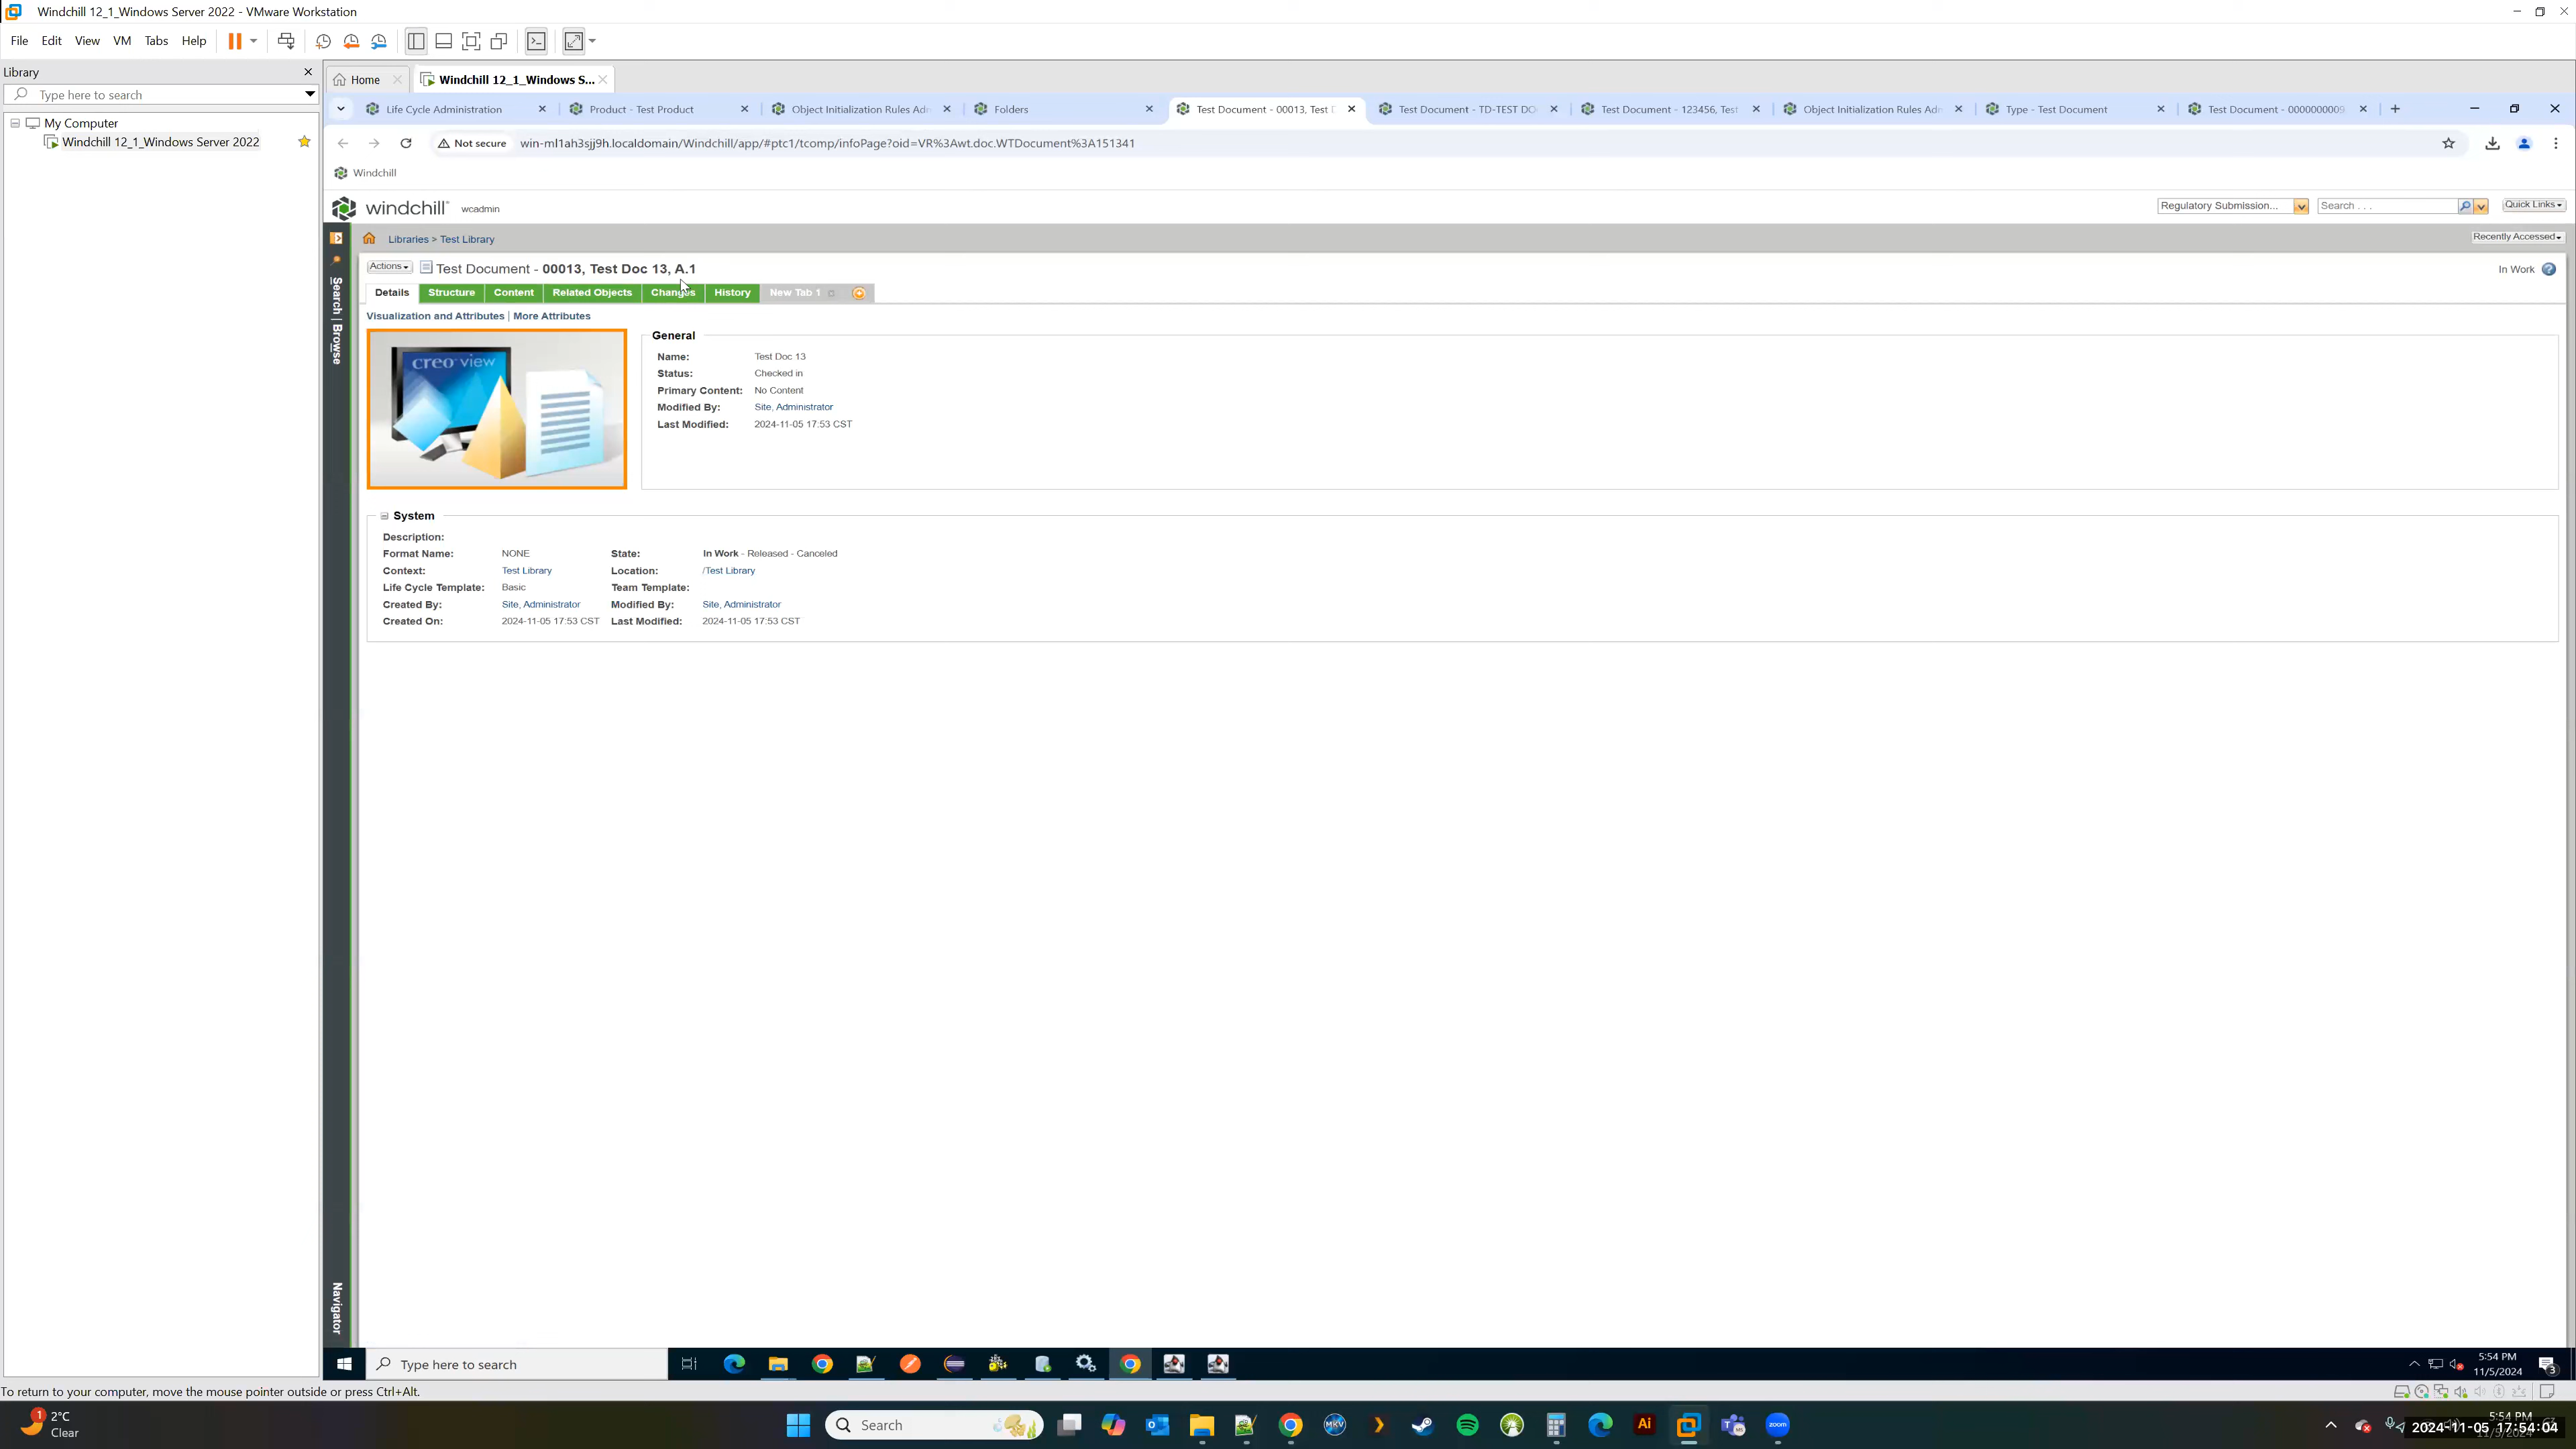 Windchill 12_1_Windows Server 2022 - VMware Workstation
File Edit View VM Tabs Help
Library
Home Windchill 12_1_Windows S...
Type here to search
Life Cycle Administration Product - Test Product Object Initialization Rules Adm Folders Test Document - 00013, Test D Test Document - TD-TEST DO Test Document - 123456, Test Object Initialization Rules Adm Type - Test Document Test Document - 0000000009
My Computer
Windchill 12_1_Windows Server 2022
Not secure win-ml1ah3sjj9h.localdomain/Windchill/app/#ptc1/tcomp/infoPage?oid=VR%3Awt.doc.WTDocument%3A151341
Windchill
windchill wcadmin Regulatory Submission... Search . . . Quick Links
Libraries > Test Library Recently Accessed
Actions Test Document - 00013, Test Doc 13, A.1 In Work
Details Structure Content Related Objects Changes History New Tab 1
Search | Browse
Visualization and Attributes | More Attributes
creo view
General
Name: Test Doc 13
Status: Checked in
Primary Content: No Content
Modified By: Site, Administrator
Last Modified: 2024-11-05 17:53 CST
System
Description:
Format Name: NONE State: In Work - Released - Canceled
Context: Test Library Location: /Test Library
Life Cycle Template: Basic Team Template:
Created By: Site, Administrator Modified By: Site, Administrator
Created On: 2024-11-05 17:53 CST Last Modified: 2024-11-05 17:53 CST
Navigator
Type here to search
5:54 PM
11/5/2024
3
To return to your computer, move the mouse pointer outside or press Ctrl+Alt.
1 2°C
Clear
Search
MKV
Ai
zoom
5:54 PM
2024-11-05 17:54:04